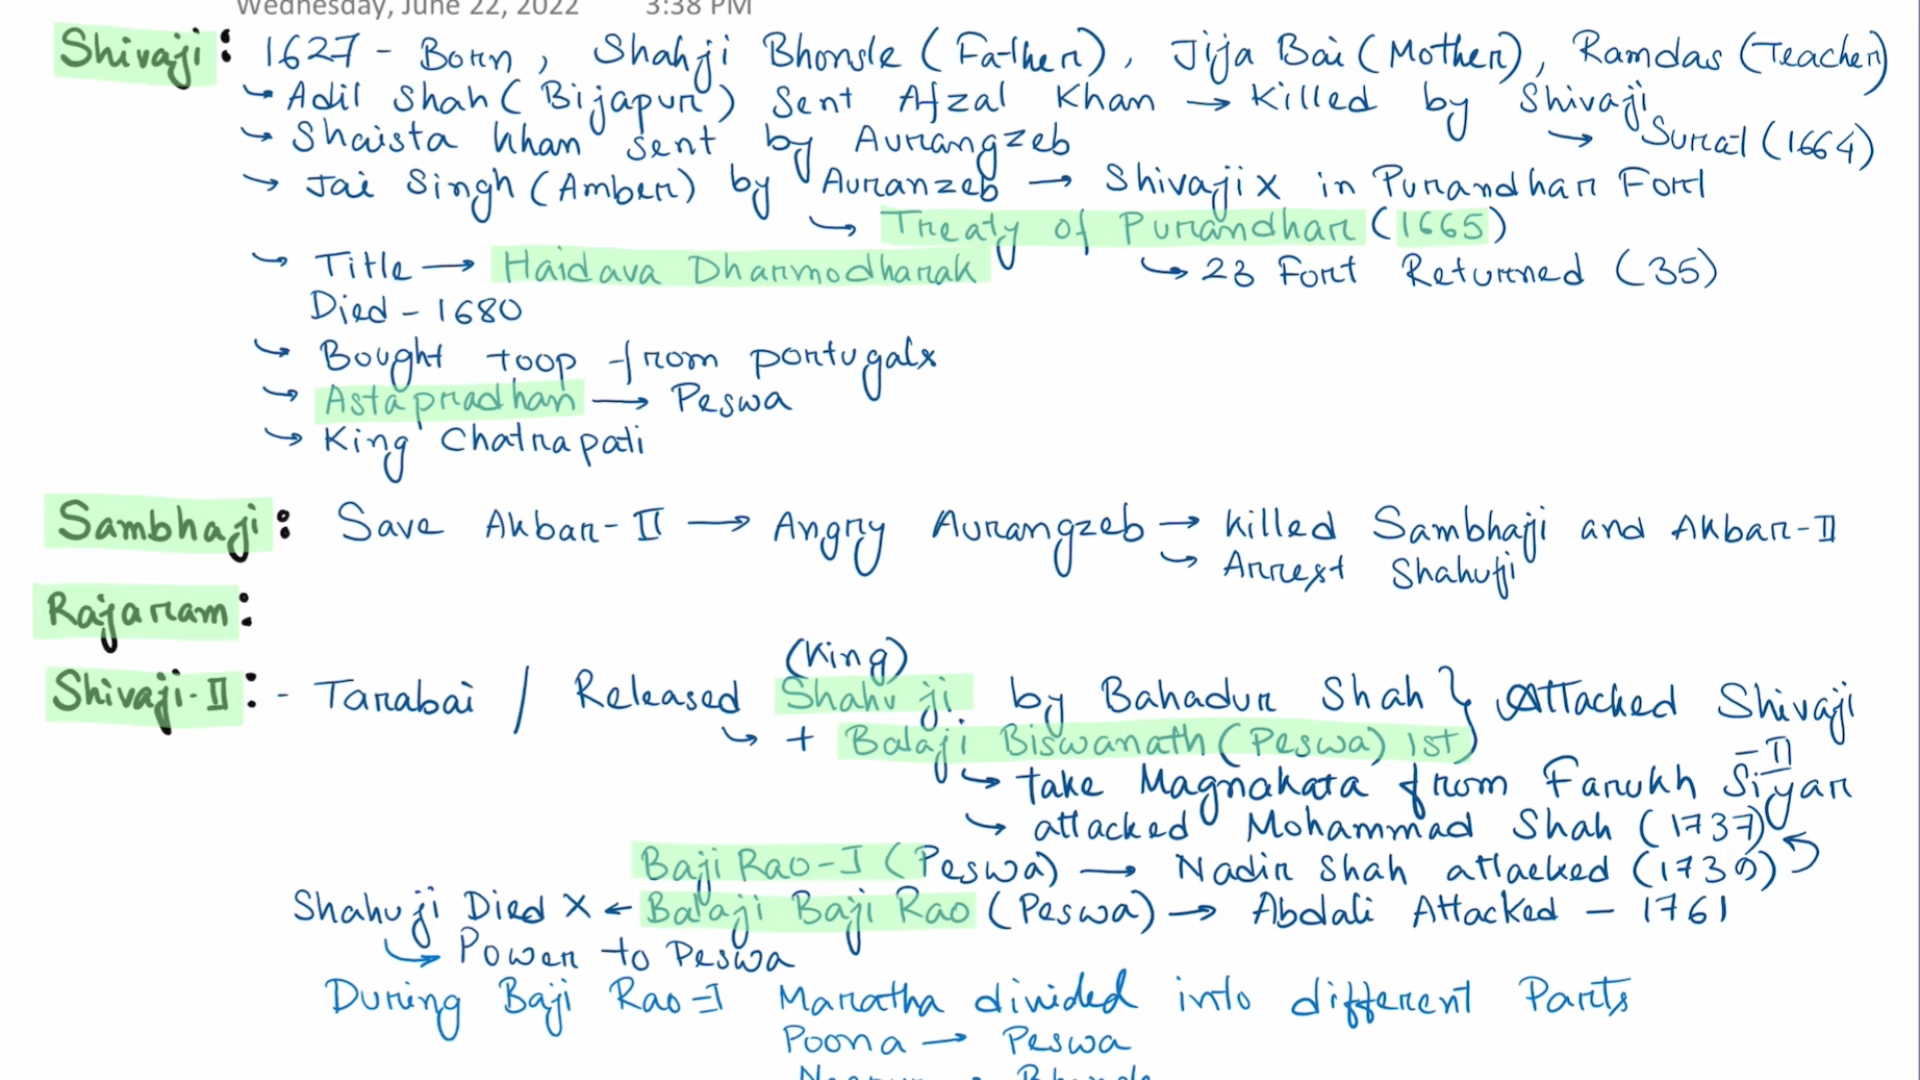 Wednesday, June 22, 2022 3:38 PM
Shivaji: 1627 - Born, Shahji Bhonsle (Father), Jija Bai (Mother), Ramdas (Teacher)
↳ Adil Shah (Bijapur) Sent Afzal Khan → Killed by Shivaji
↳ Shaista Khan sent by Aurangzeb → Surat (1664)
↳ Jai Singh (Amber) by Auranzeb → Shivaji x in Purandhar Fort
↳ Treaty of Purandhar (1665)
↳ Title → Haidava Dharmodharak ↳ 23 Fort Returned (35)
Died - 1680
↳ Bought toop from portugals
↳ Astapradhan → Peswa
↳ King Chatrapati
Sambhaji: Save Akbar-II → Angry Aurangzeb → Killed Sambhaji and Akbar-II
↳ Arrest Shahuji
Rajaram:
(King)
Shivaji-II: - Tarabai / Released Shahuji by Bahadur Shah } Attacked Shivaji
↳ + Balaji Biswanath (Peswa) 1st -II
↳ take Magnakata from Farukh Siyar
↳ attacked Mohammad Shah (1737)
Baji Rao-I (Peswa) → Nadir Shah attacked (1739)
Shahuji Died x ← Balaji Baji Rao (Peswa) → Abdali Attacked - 1761
↳ Power to Peswa
During Baji Rao-I Maratha divided into different Parts
Poona → Peswa